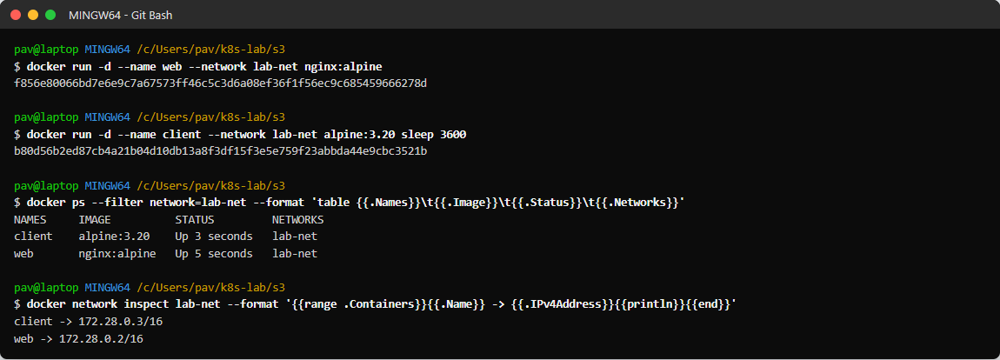 MINGW64 - Git Bash
pav@laptop MINGW64 /c/Users/pav/k8s-lab/s3
$ docker run -d --name web --network lab-net nginx:alpine
f856e80066bd7e6e9c7a67573ff46c5c3d6a08ef36f1f56ec9c685459666278d
pav@laptop MINGW64 /c/Users/pav/k8s-lab/s3
$ docker run -d --name client --network lab-net alpine:3.20 sleep 3600
b80d56b2ed87cb4a21b04d10db13a8f3df15f3e5e759f23abbda44e9cbc3521b
pav@laptop MINGW64 /c/Users/pav/k8s-lab/s3
$ docker ps --filter network=lab-net --format 'table {{.Names}}\t{{.Image}}\t{{.Status}}\t{{.Networks}}'
NAMES     IMAGE          STATUS         NETWORKS
client    alpine:3.20    Up 3 seconds   lab-net
web       nginx:alpine   Up 5 seconds   lab-net
pav@laptop MINGW64 /c/Users/pav/k8s-lab/s3
$ docker network inspect lab-net --format '{{range .Containers}}{{.Name}} -> {{.IPv4Address}}{{println}}{{end}}'
client -> 172.28.0.3/16
web -> 172.28.0.2/16